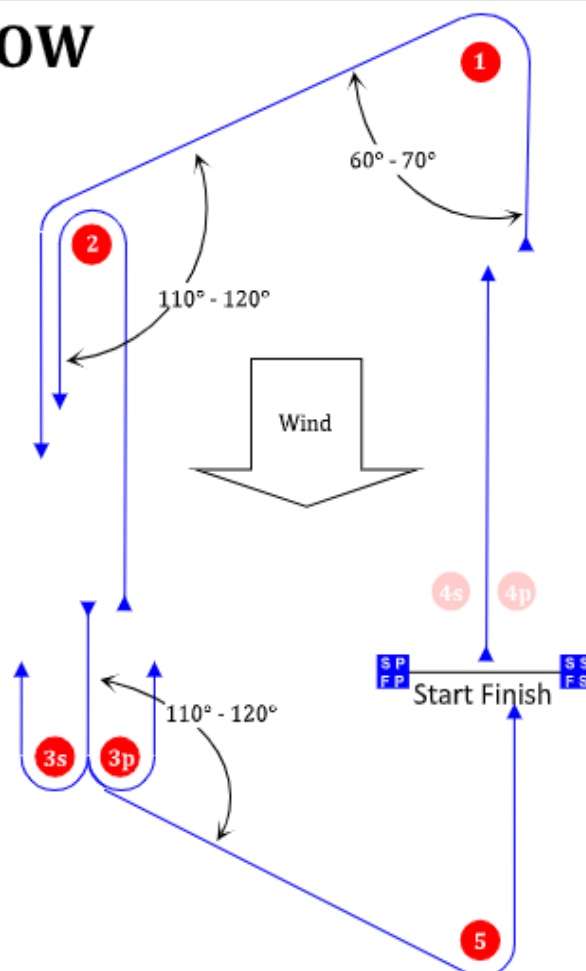 OW
1
60° - 70°
2
110° - 120°
Wind
4s 4p
S P
F P
S S
F S
Start Finish
110° - 120°
3s 3p
5